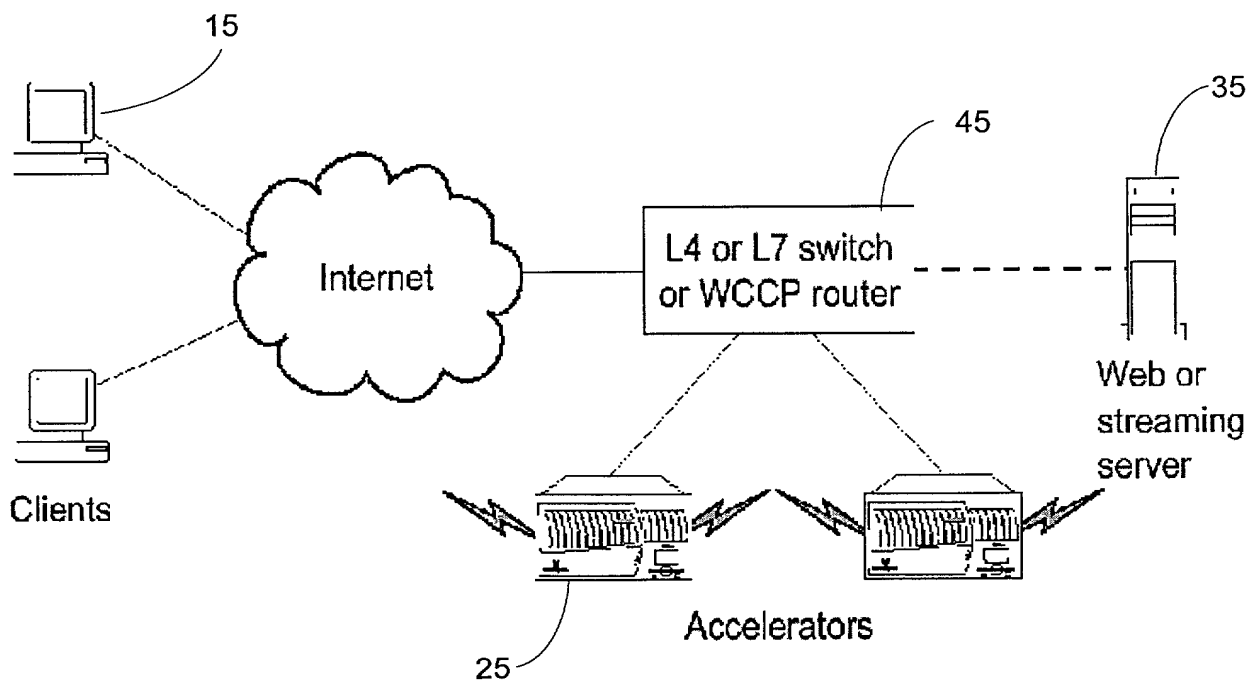 15
35
45
L4 or L7 switch
or WCCP router
Internet
Web or
streaming
server
Clients
Accelerators
25